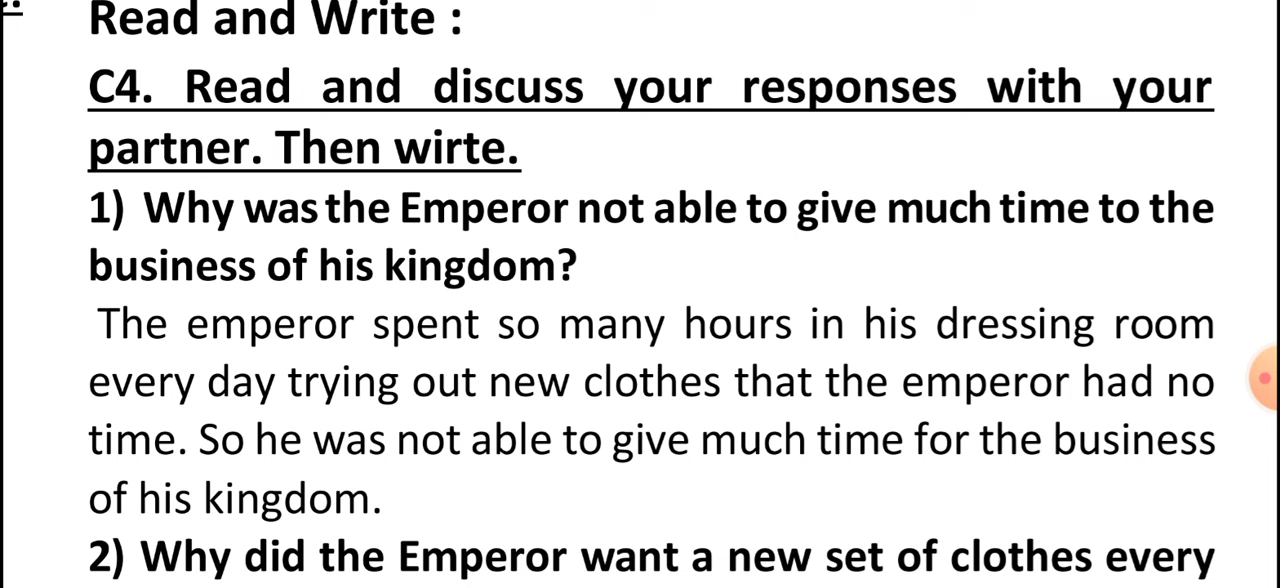 Read and Write :
C4. Read and discuss your responses with your
partner. Then wirte.
1) Why was the Emperor not able to give much time to the
business of his kingdom?
The emperor spent so many hours in his dressing room
every day trying out new clothes that the emperor had no
time. So he was not able to give much time for the business
of his kingdom.
2) Why did the Emperor want a new set of clothes every